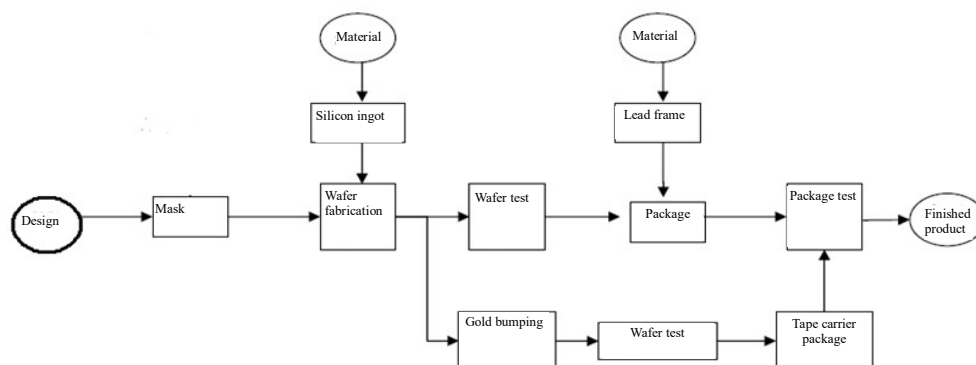 Material
Material
Silicon ingot
Lead frame
Design
Mask
Wafer
fabrication
Wafer test
Package
Package test
Finished
product
Gold bumping
Wafer test
Tape carrier
package